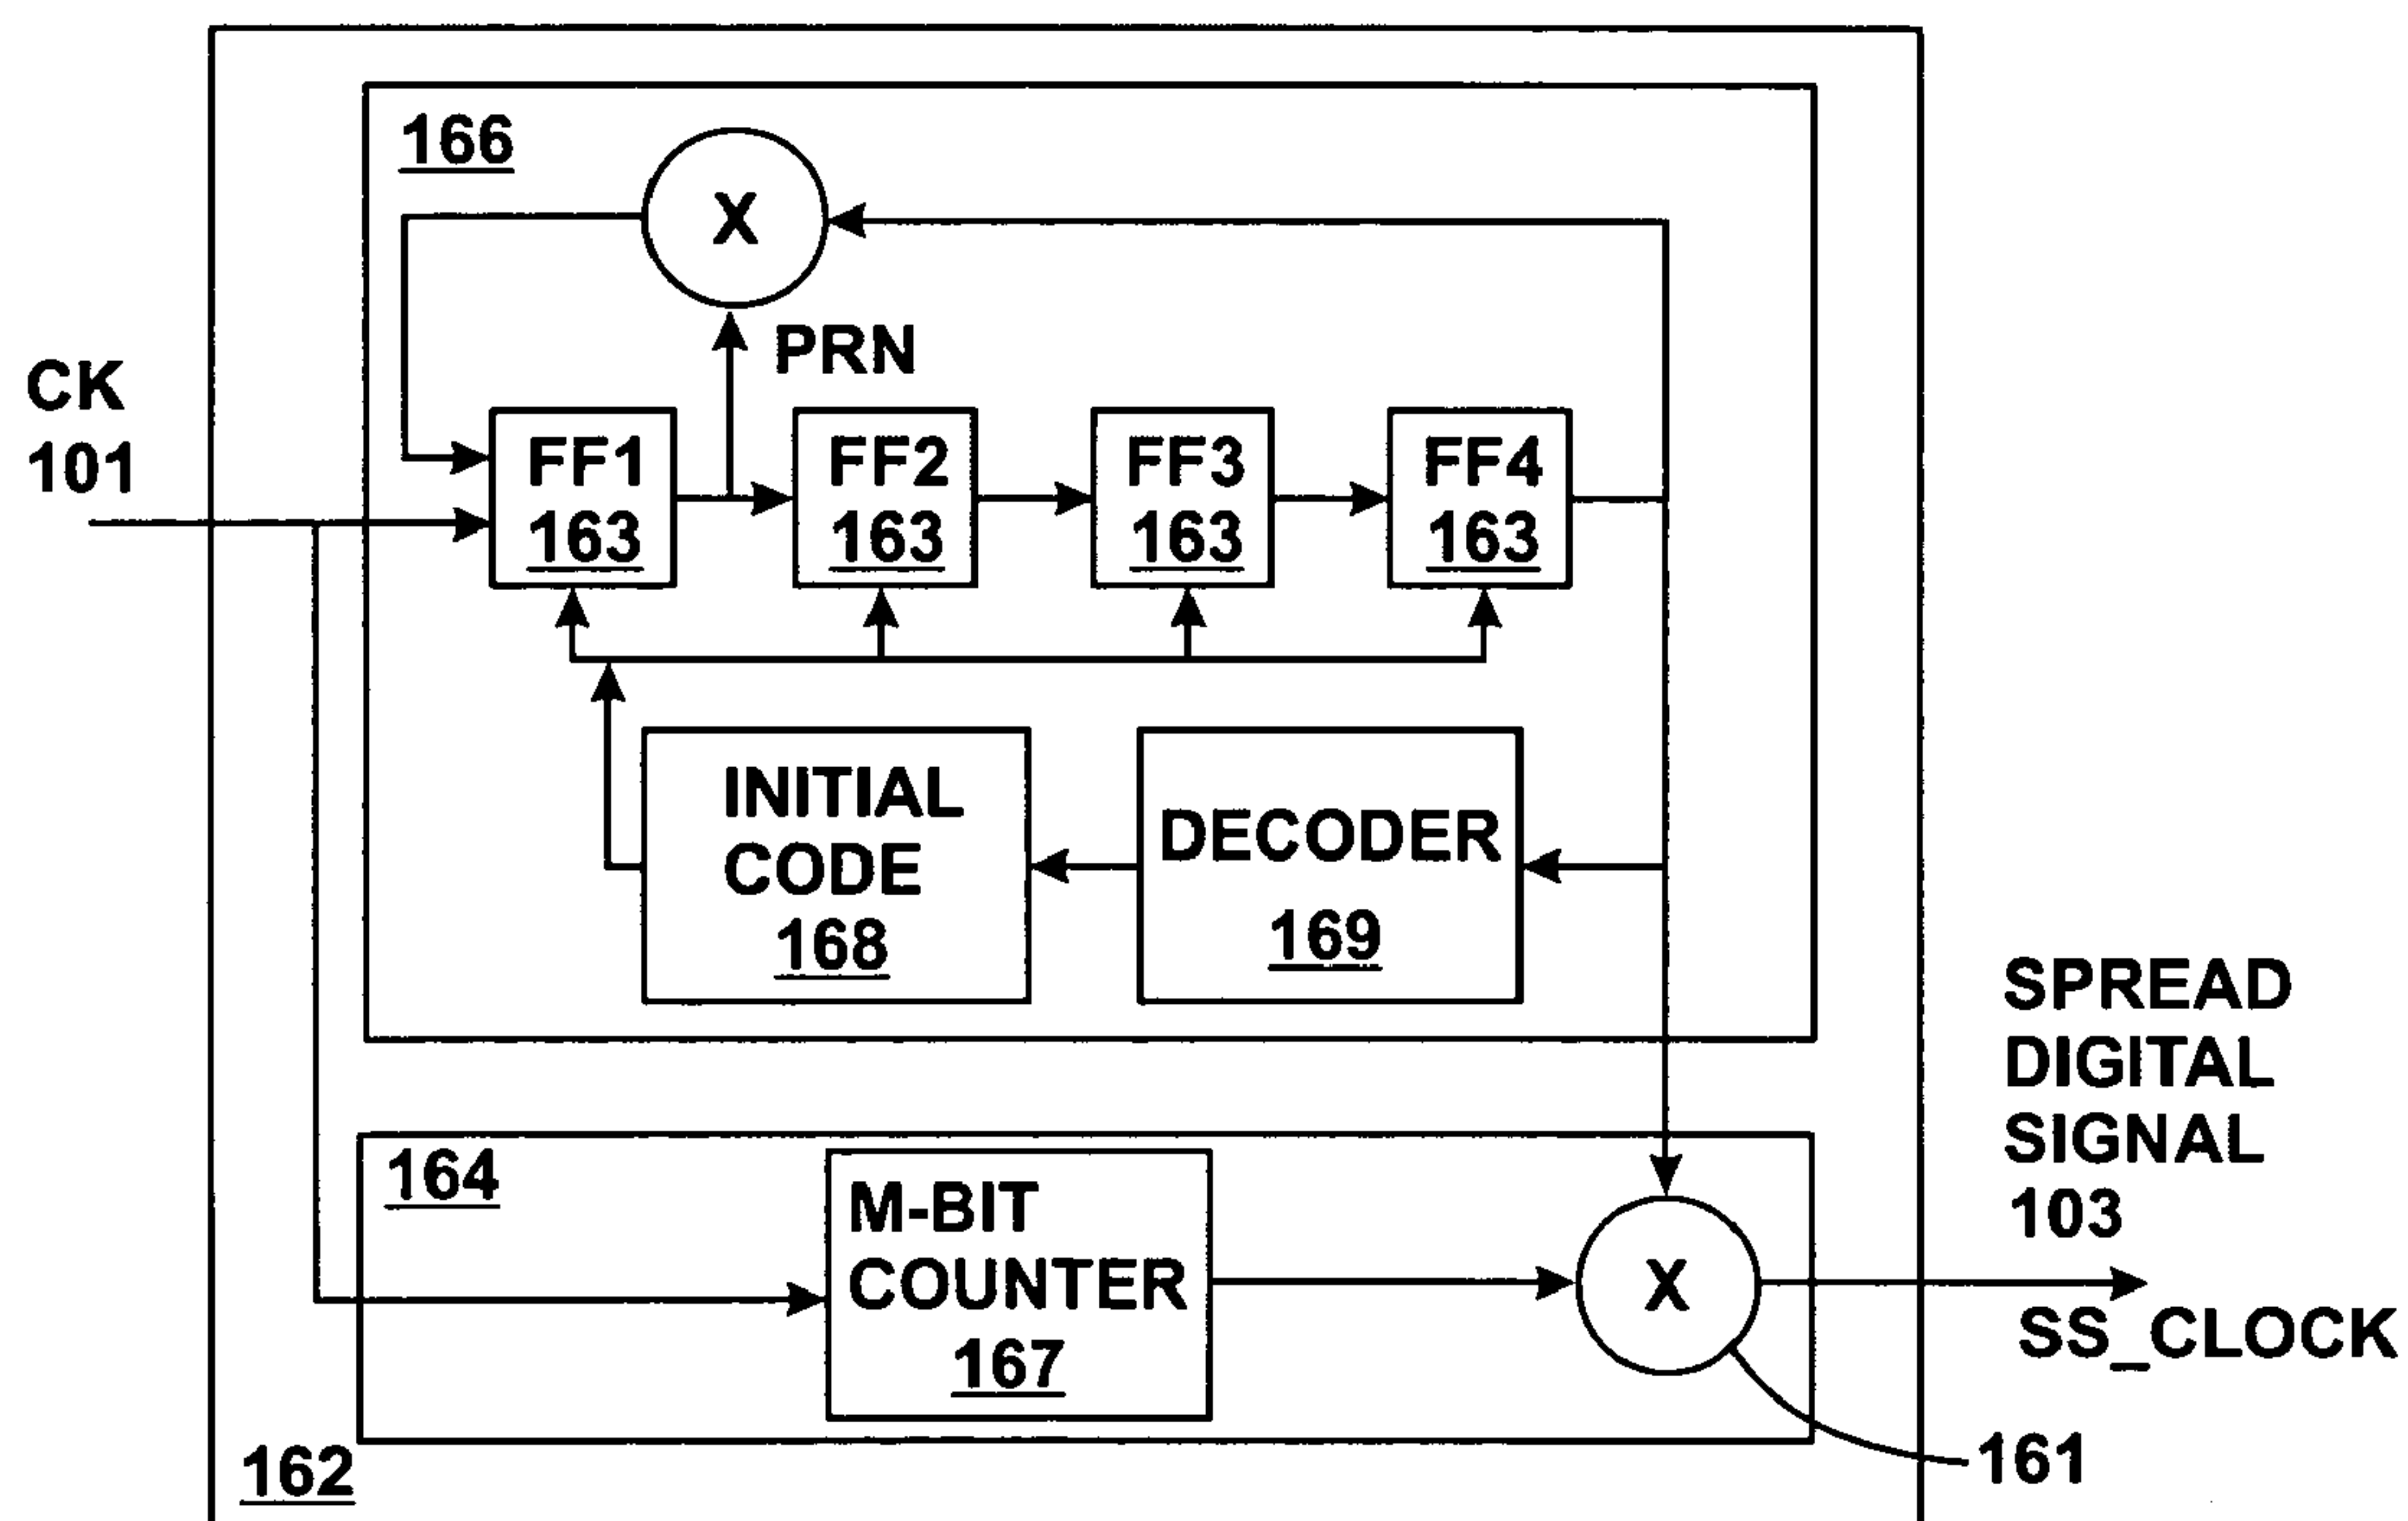 166
X
PRN
CK
101
FF1
163
FF2
163
FF3
163
FF4
163
INITIAL
CODE
168
DECODER
169
SPREAD
DIGITAL
SIGNAL
103
SS_CLOCK
164
M-BIT
COUNTER
167
X
161
162